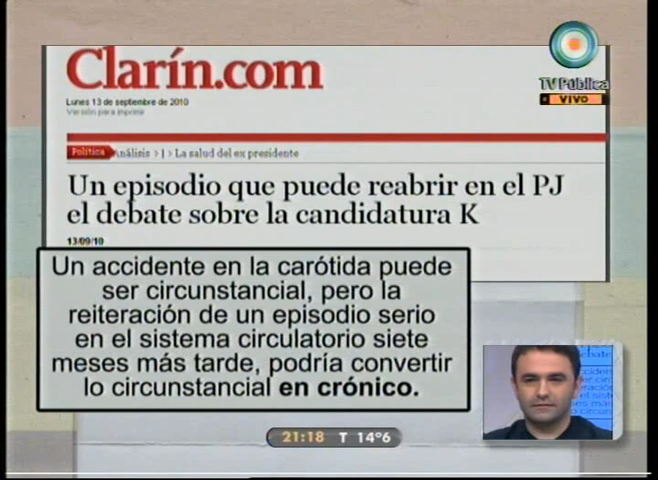 Clarín.com
Lunes 13 de septiembre de 2010
Versión para imprimir
TV Pública
VIVO
Política Análisis > | > La salud del ex presidente
Un episodio que puede reabrir en el PJ
el debate sobre la candidatura K
13/09/10
Un accidente en la carótida puede
ser circunstancial, pero la
reiteración de un episodio serio
en el sistema circulatorio siete
meses más tarde, podría convertir
lo circunstancial en crónico.
21:18 T 14°6